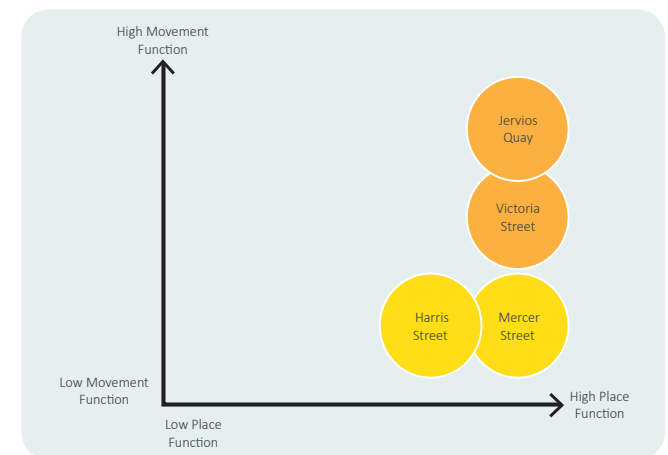 High Movement
Function
Jervios
Quay
Victoria
Street
Harris
Street
Mercer
Street
Low Movement
Function
High Place
Function
Low Place
Function